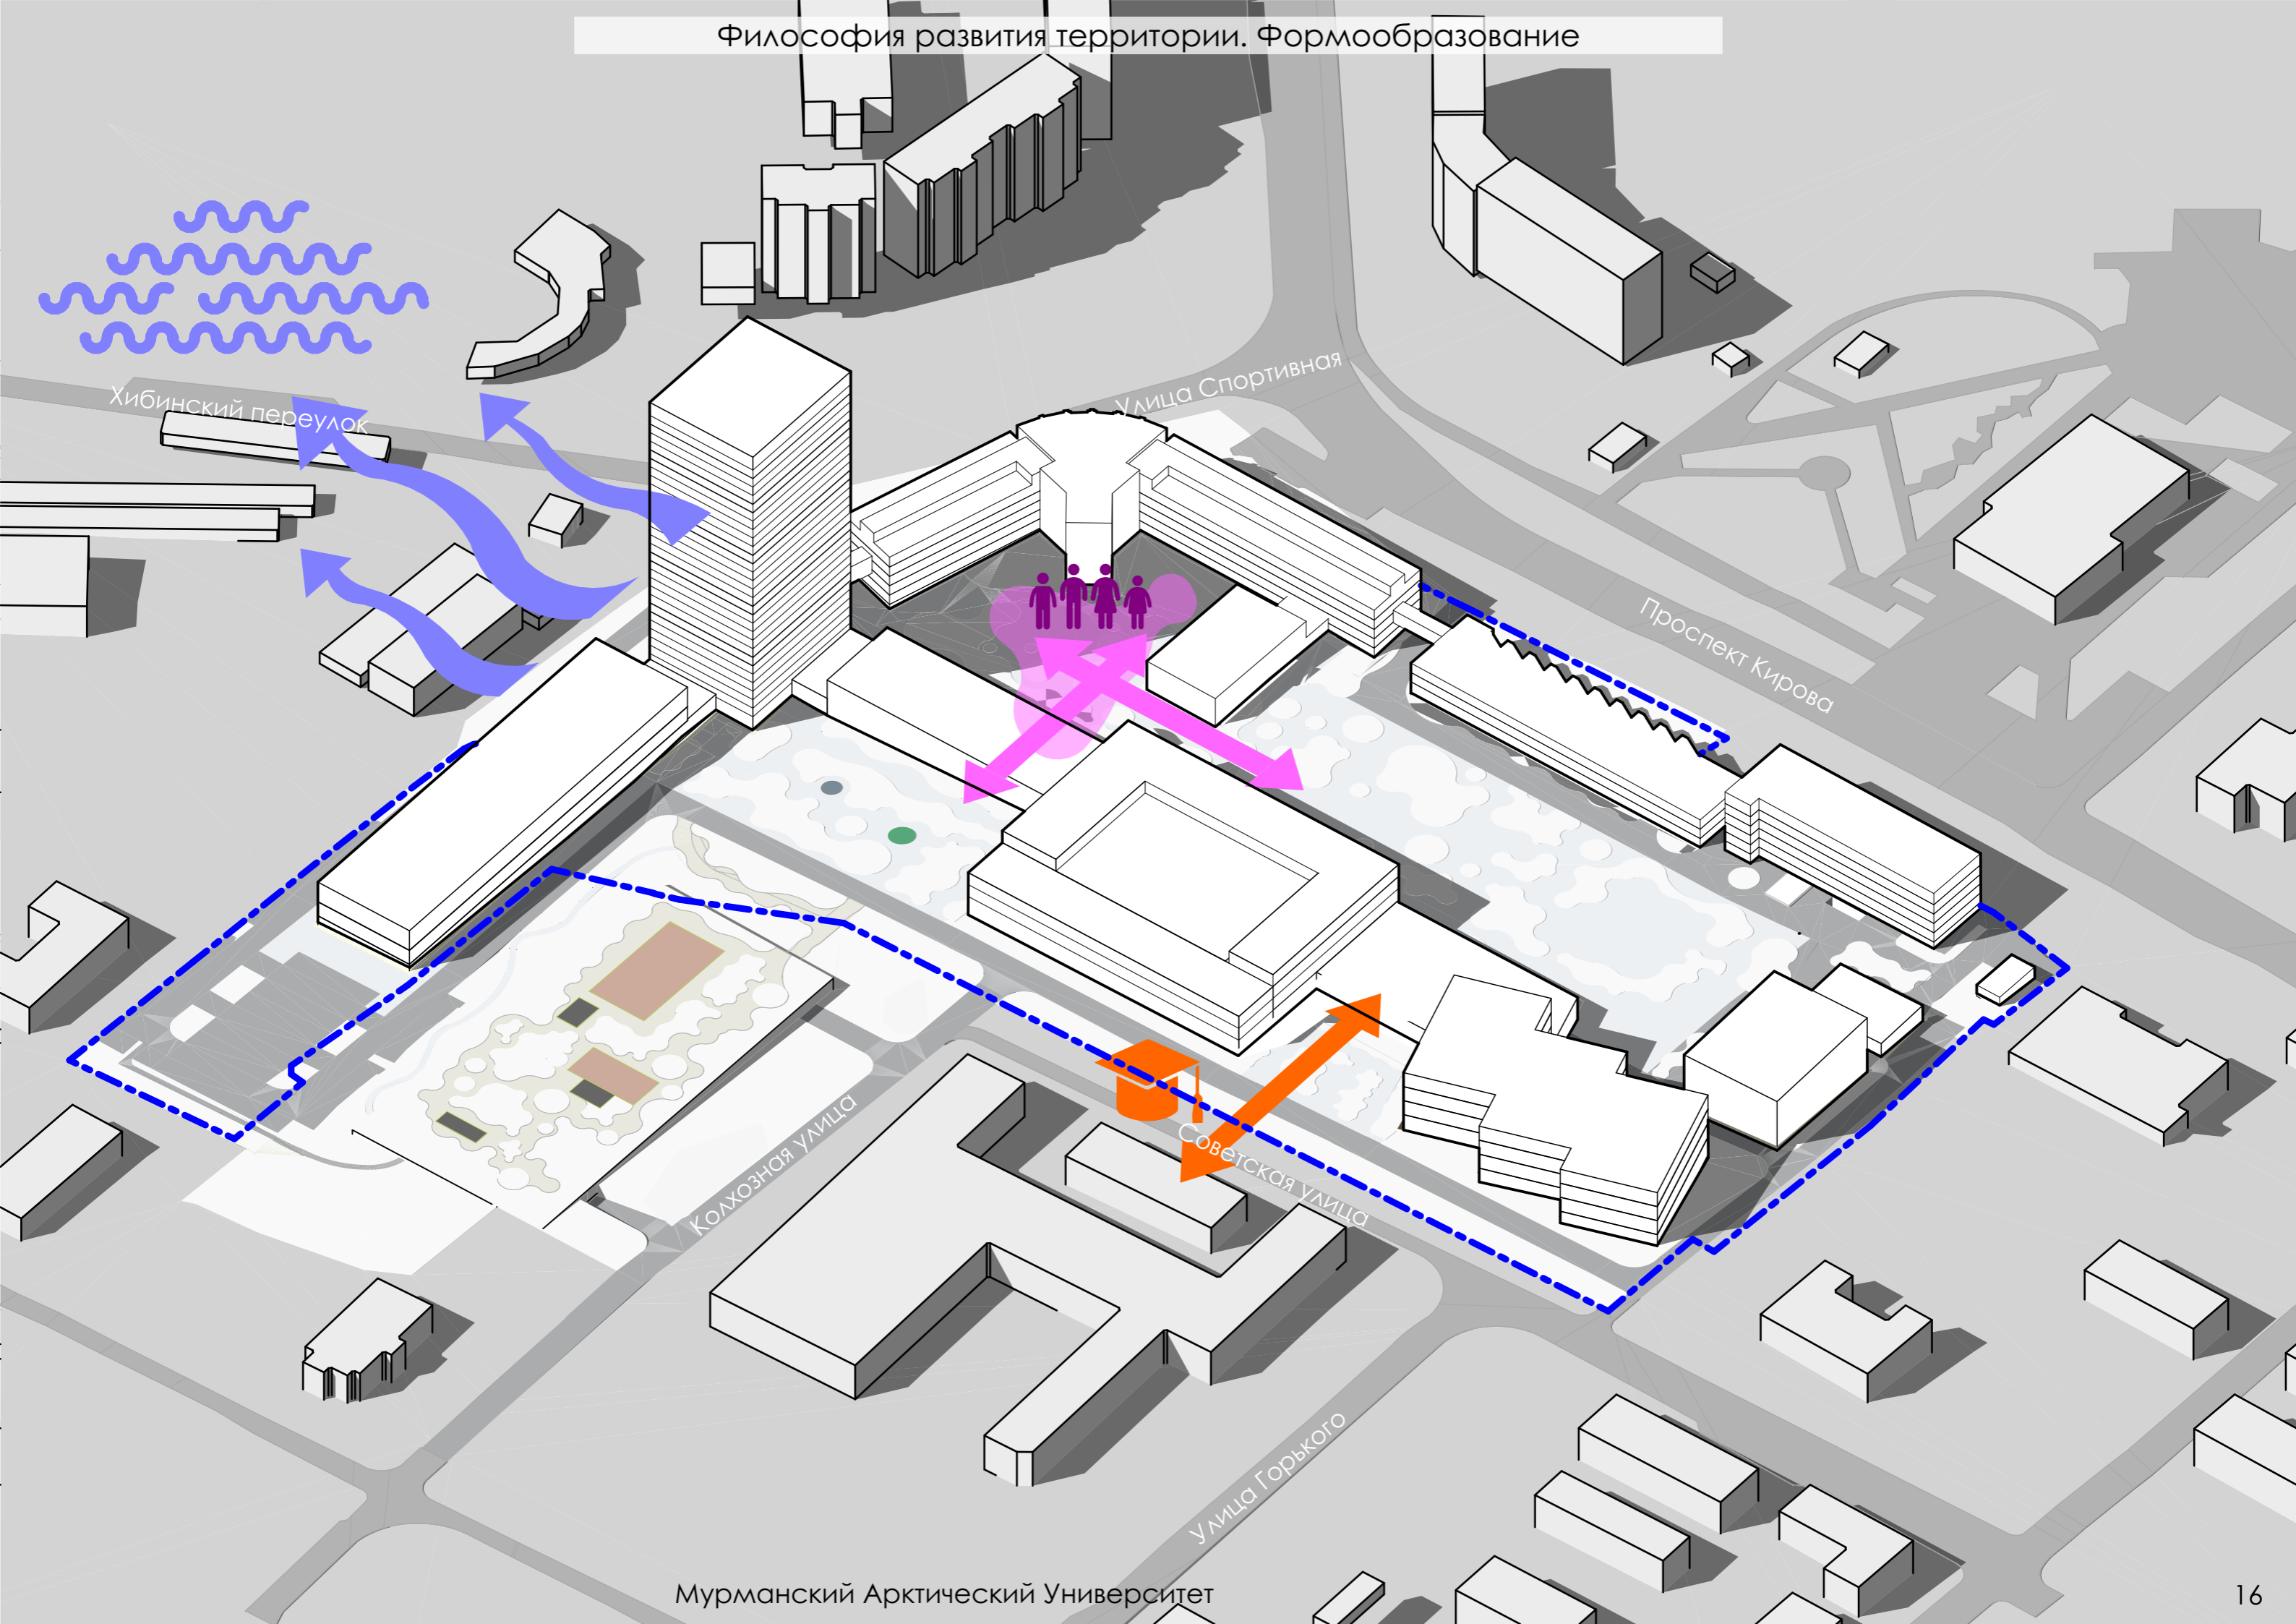 Философия развития территории. Формообразование
Улица Спортивная
Хибинский переулок
Проспект Кирова
Колхозная улица
Советская улица
Улица Горького
Мурманский Арктический Университет
16